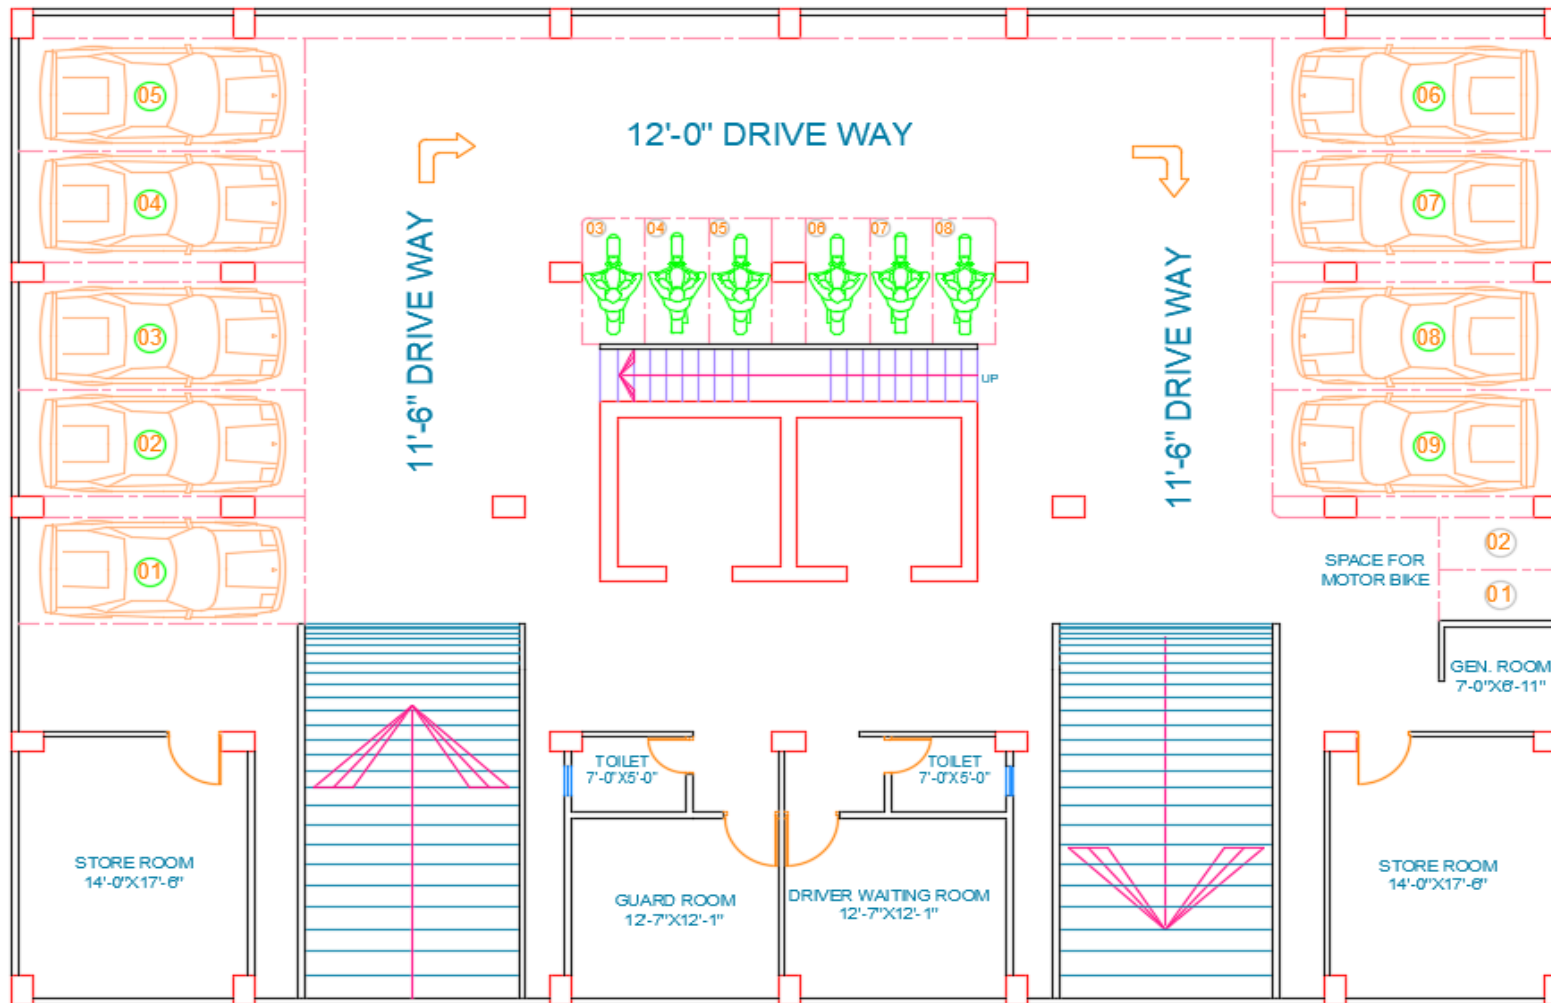 05
06
12'-0" DRIVE WAY
04
07
03
04
05
06
07
08
11'-6" DRIVE WAY
11'-6" DRIVE WAY
03
08
UP
02
09
02
SPACE FOR
MOTOR BIKE
01
01
GEN. ROOM
7'-0"X6'-11"
TOILET
7'-0"X5'-0"
TOILET
7'-0"X5'-0"
STORE ROOM
14'-0"X17'-6"
GUARD ROOM
12'-7"X12'-1"
DRIVER WAITING ROOM
12'-7"X12'-1"
STORE ROOM
14'-0"X17'-6"